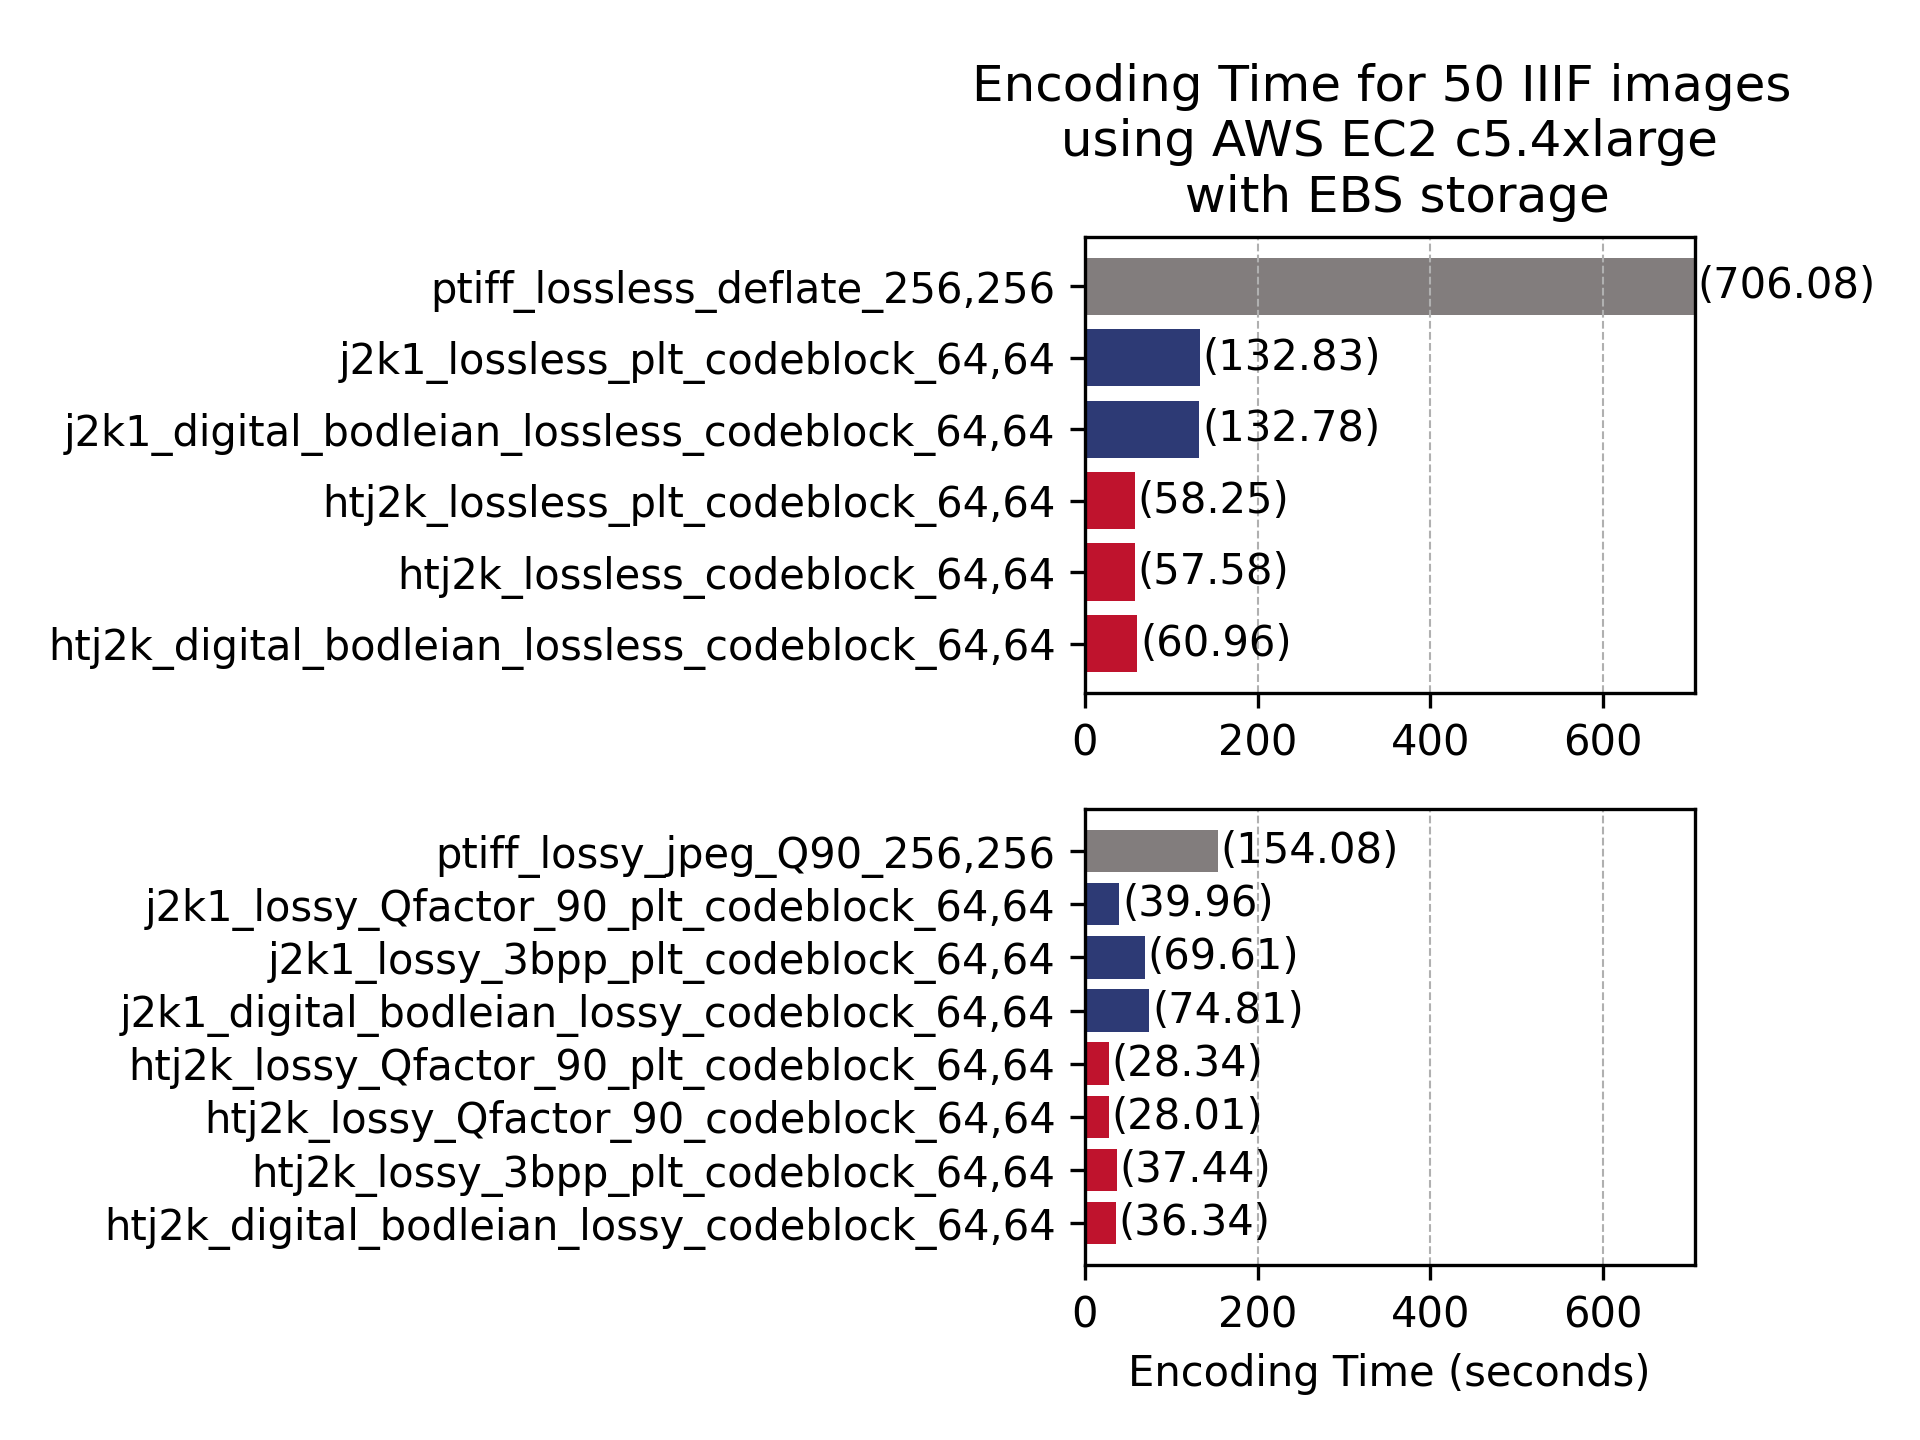 Encoding Time for 50 IIIF images
using AWS EC2 c5.4xlarge
with EBS storage
ptiff_lossless_deflate_256,256 (706.08)
j2k1_lossless_plt_codeblock_64,64 (132.83)
j2k1_digital_bodleian_lossless_codeblock_64,64 (132.78)
htj2k_lossless_plt_codeblock_64,64 (58.25)
htj2k_lossless_codeblock_64,64 (57.58)
htj2k_digital_bodleian_lossless_codeblock_64,64 (60.96)
0 200 400 600
ptiff_lossy_jpeg_Q90_256,256 (154.08)
j2k1_lossy_Qfactor_90_plt_codeblock_64,64 (39.96)
j2k1_lossy_3bpp_plt_codeblock_64,64 (69.61)
j2k1_digital_bodleian_lossy_codeblock_64,64 (74.81)
htj2k_lossy_Qfactor_90_plt_codeblock_64,64 (28.34)
htj2k_lossy_Qfactor_90_codeblock_64,64 (28.01)
htj2k_lossy_3bpp_plt_codeblock_64,64 (37.44)
htj2k_digital_bodleian_lossy_codeblock_64,64 (36.34)
0 200 400 600
Encoding Time (seconds)